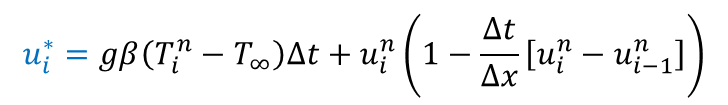 u_i^* = gβ(T_i^n − T_∞)Δt + u_i^n (1 − Δt/Δx [u_i^n − u_{i−1}^n])